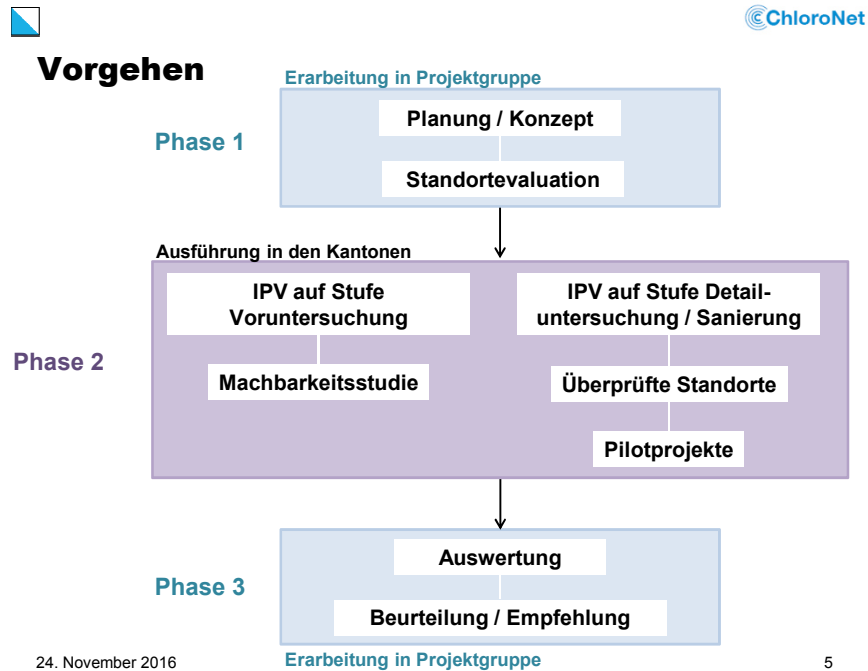 ChloroNet
Vorgehen
Erarbeitung in Projektgruppe
Phase 1
Planung / Konzept
Standortevaluation
Ausführung in den Kantonen
Phase 2
IPV auf Stufe
Voruntersuchung
Machbarkeitsstudie
IPV auf Stufe Detail-
untersuchung / Sanierung
Überprüfte Standorte
Pilotprojekte
Phase 3
Auswertung
Beurteilung / Empfehlung
24. November 2016
Erarbeitung in Projektgruppe
5